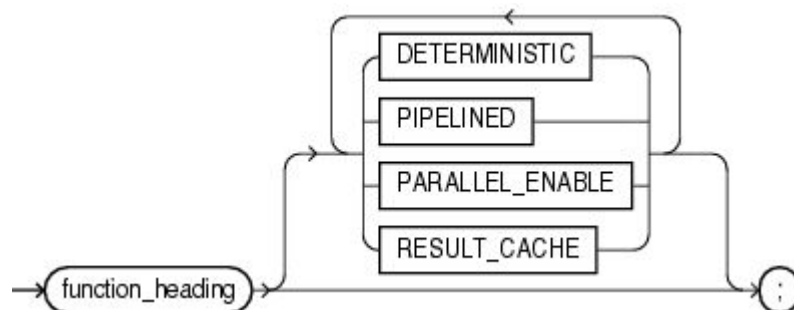 DETERMINISTIC
PIPELINED
PARALLEL_ENABLE
RESULT_CACHE
function_heading ;